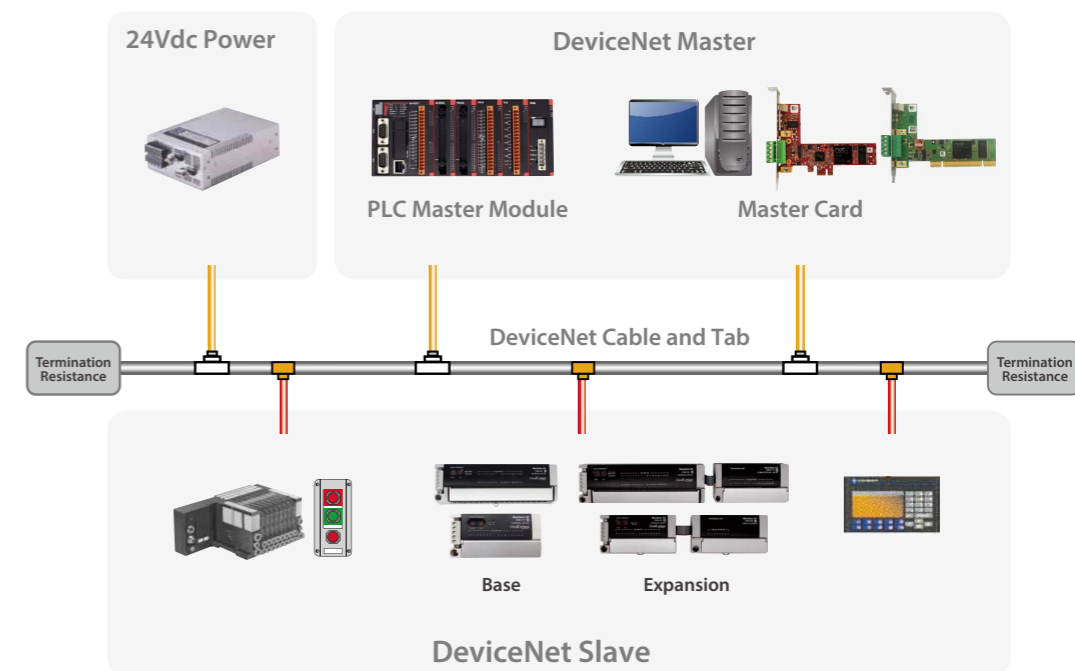 24Vdc Power
DeviceNet Master
PLC Master Module
Master Card
DeviceNet Cable and Tab
Termination
Resistance
Termination
Resistance
Base
Expansion
DeviceNet Slave